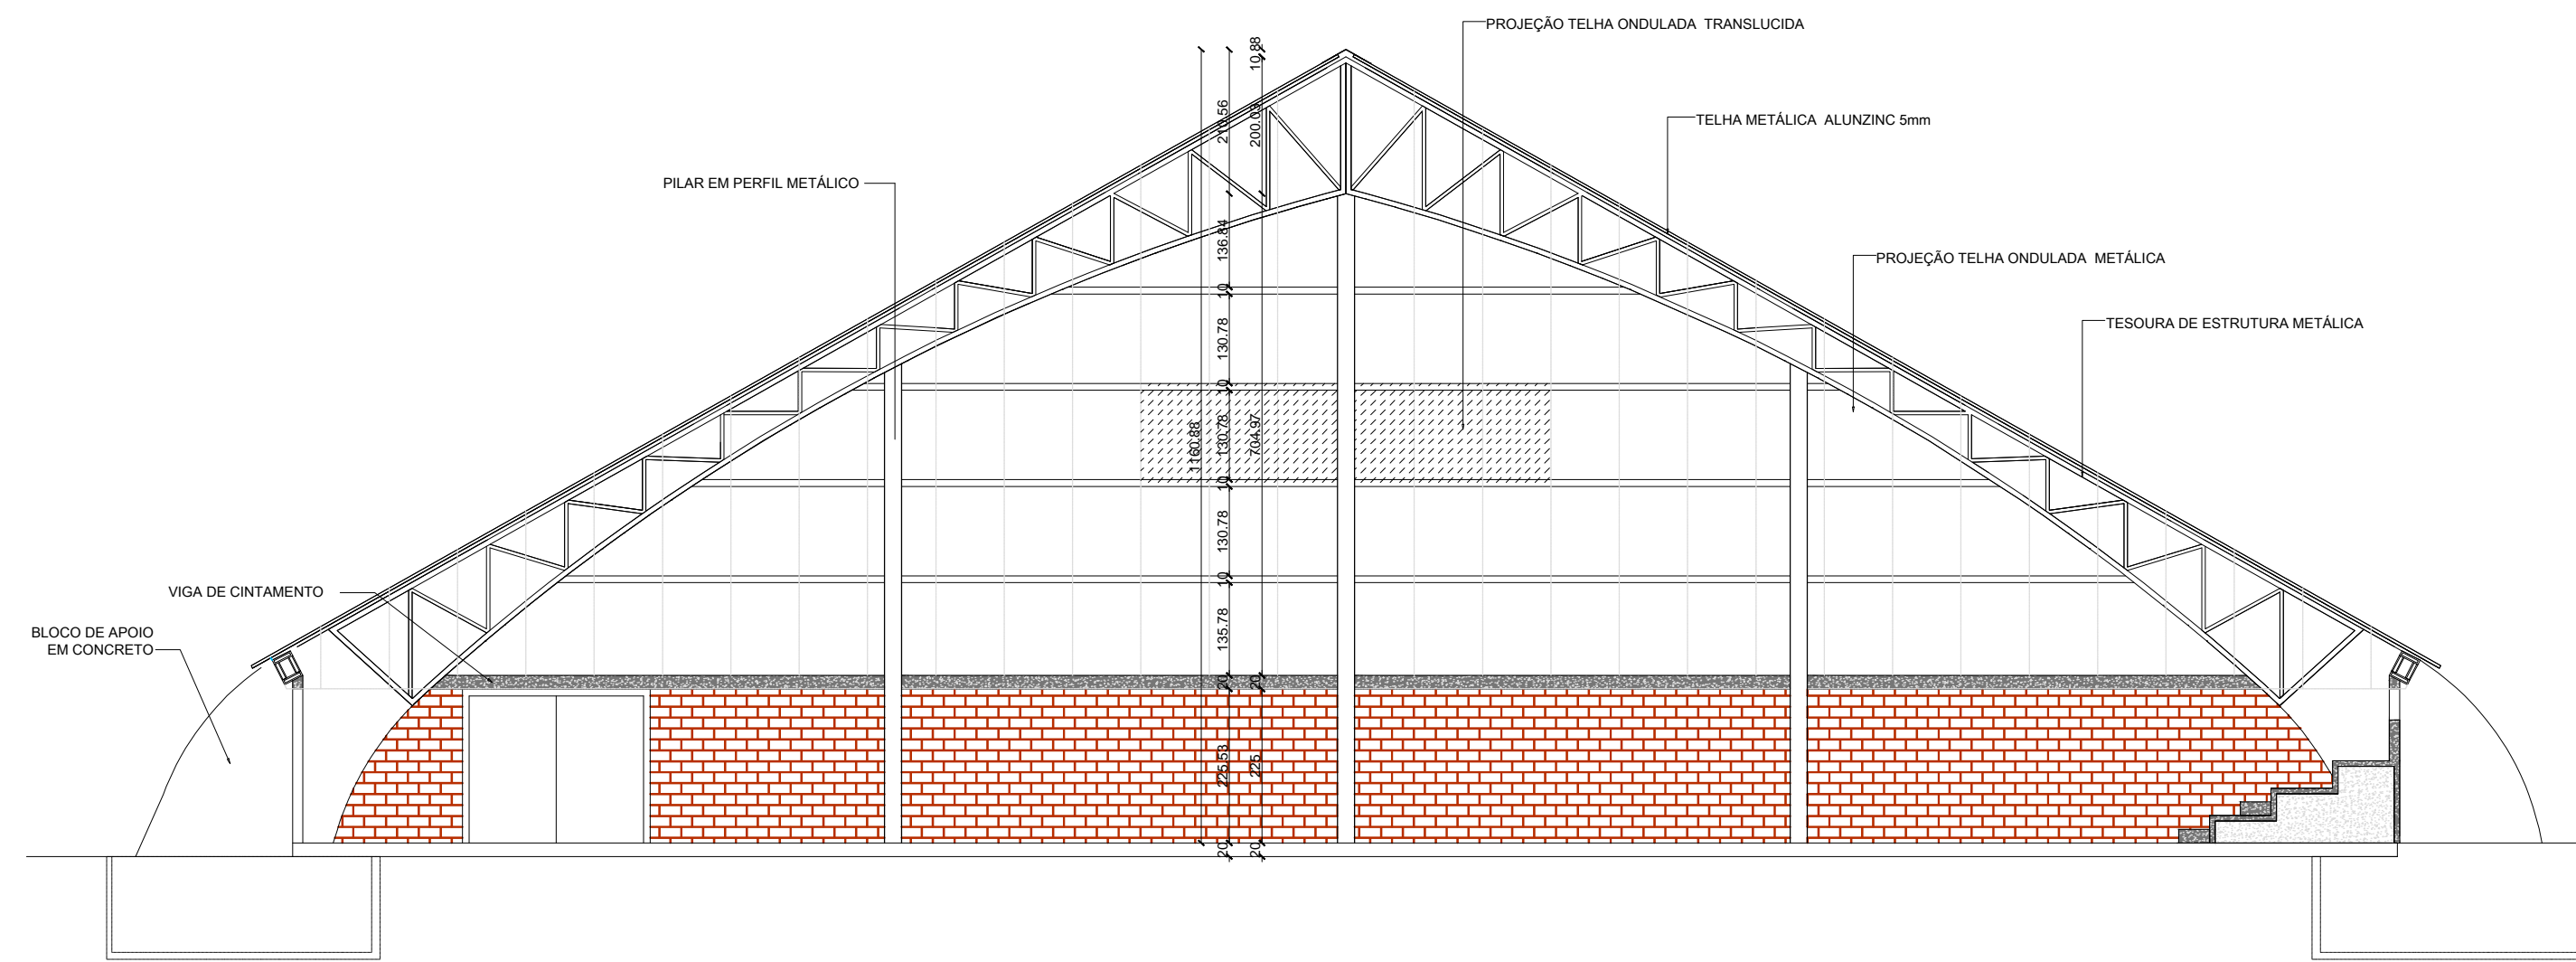 PROJEÇÃO TELHA ONDULADA  TRANSLUCIDA
TELHA METÁLICA  ALUNZINC 5mm
PILAR EM PERFIL METÁLICO
PROJEÇÃO TELHA ONDULADA  METÁLICA
TESOURA DE ESTRUTURA METÁLICA
VIGA DE CINTAMENTO
BLOCO DE APOIO
EM CONCRETO
1160.88
210.56
136.84
10
130.78
10
130.78
10
130.78
10
135.78
20
225.53
20
10.88
200.03
704.97
20
225
20